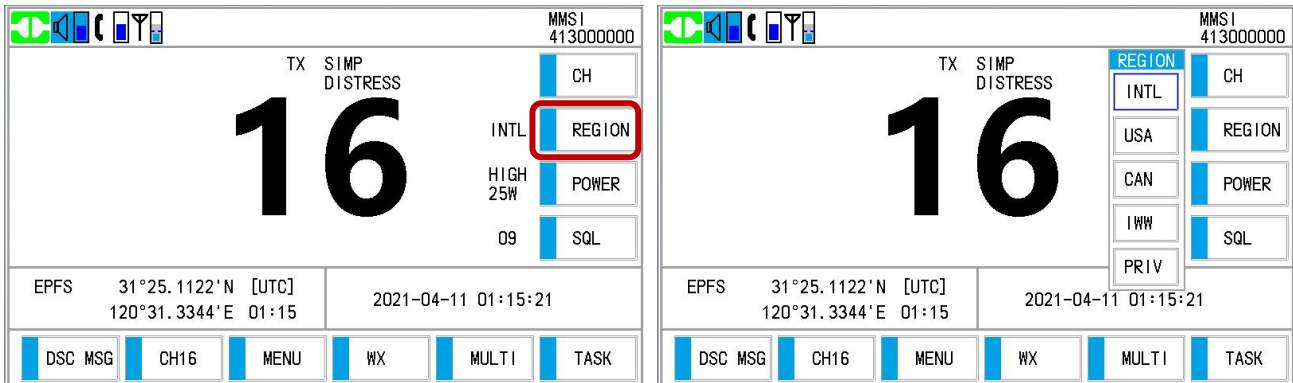 MMSI
413000000
TX SIMP
DISTRESS
16
CH
INTL
REGION
HIGH
25W
POWER
09
SQL
EPFS 31°25.1122'N [UTC]
120°31.3344'E 01:15
2021-04-11 01:15:21
DSC MSG CH16 MENU WX MULTI TASK
MMSI
413000000
TX SIMP
DISTRESS
16
REGION
INTL
USA
CAN
IWW
PRIV
CH
REGION
POWER
SQL
EPFS 31°25.1122'N [UTC]
120°31.3344'E 01:15
2021-04-11 01:15:21
DSC MSG CH16 MENU WX MULTI TASK